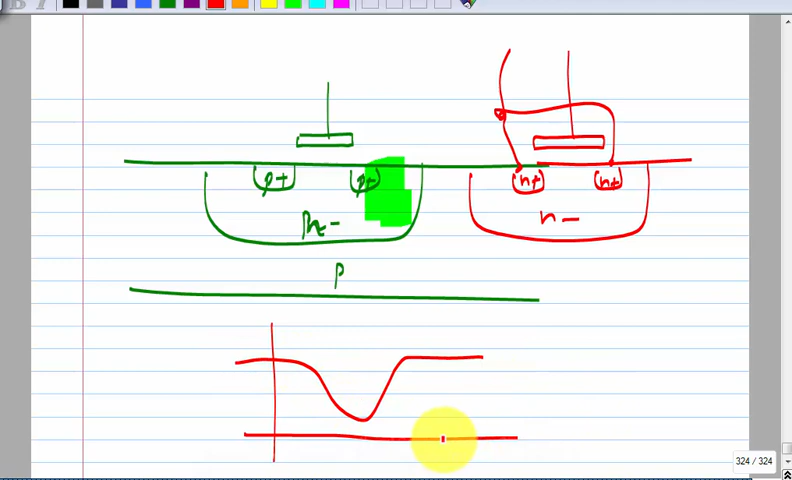 p+ p+ n+ n+
n-
p
324 / 324